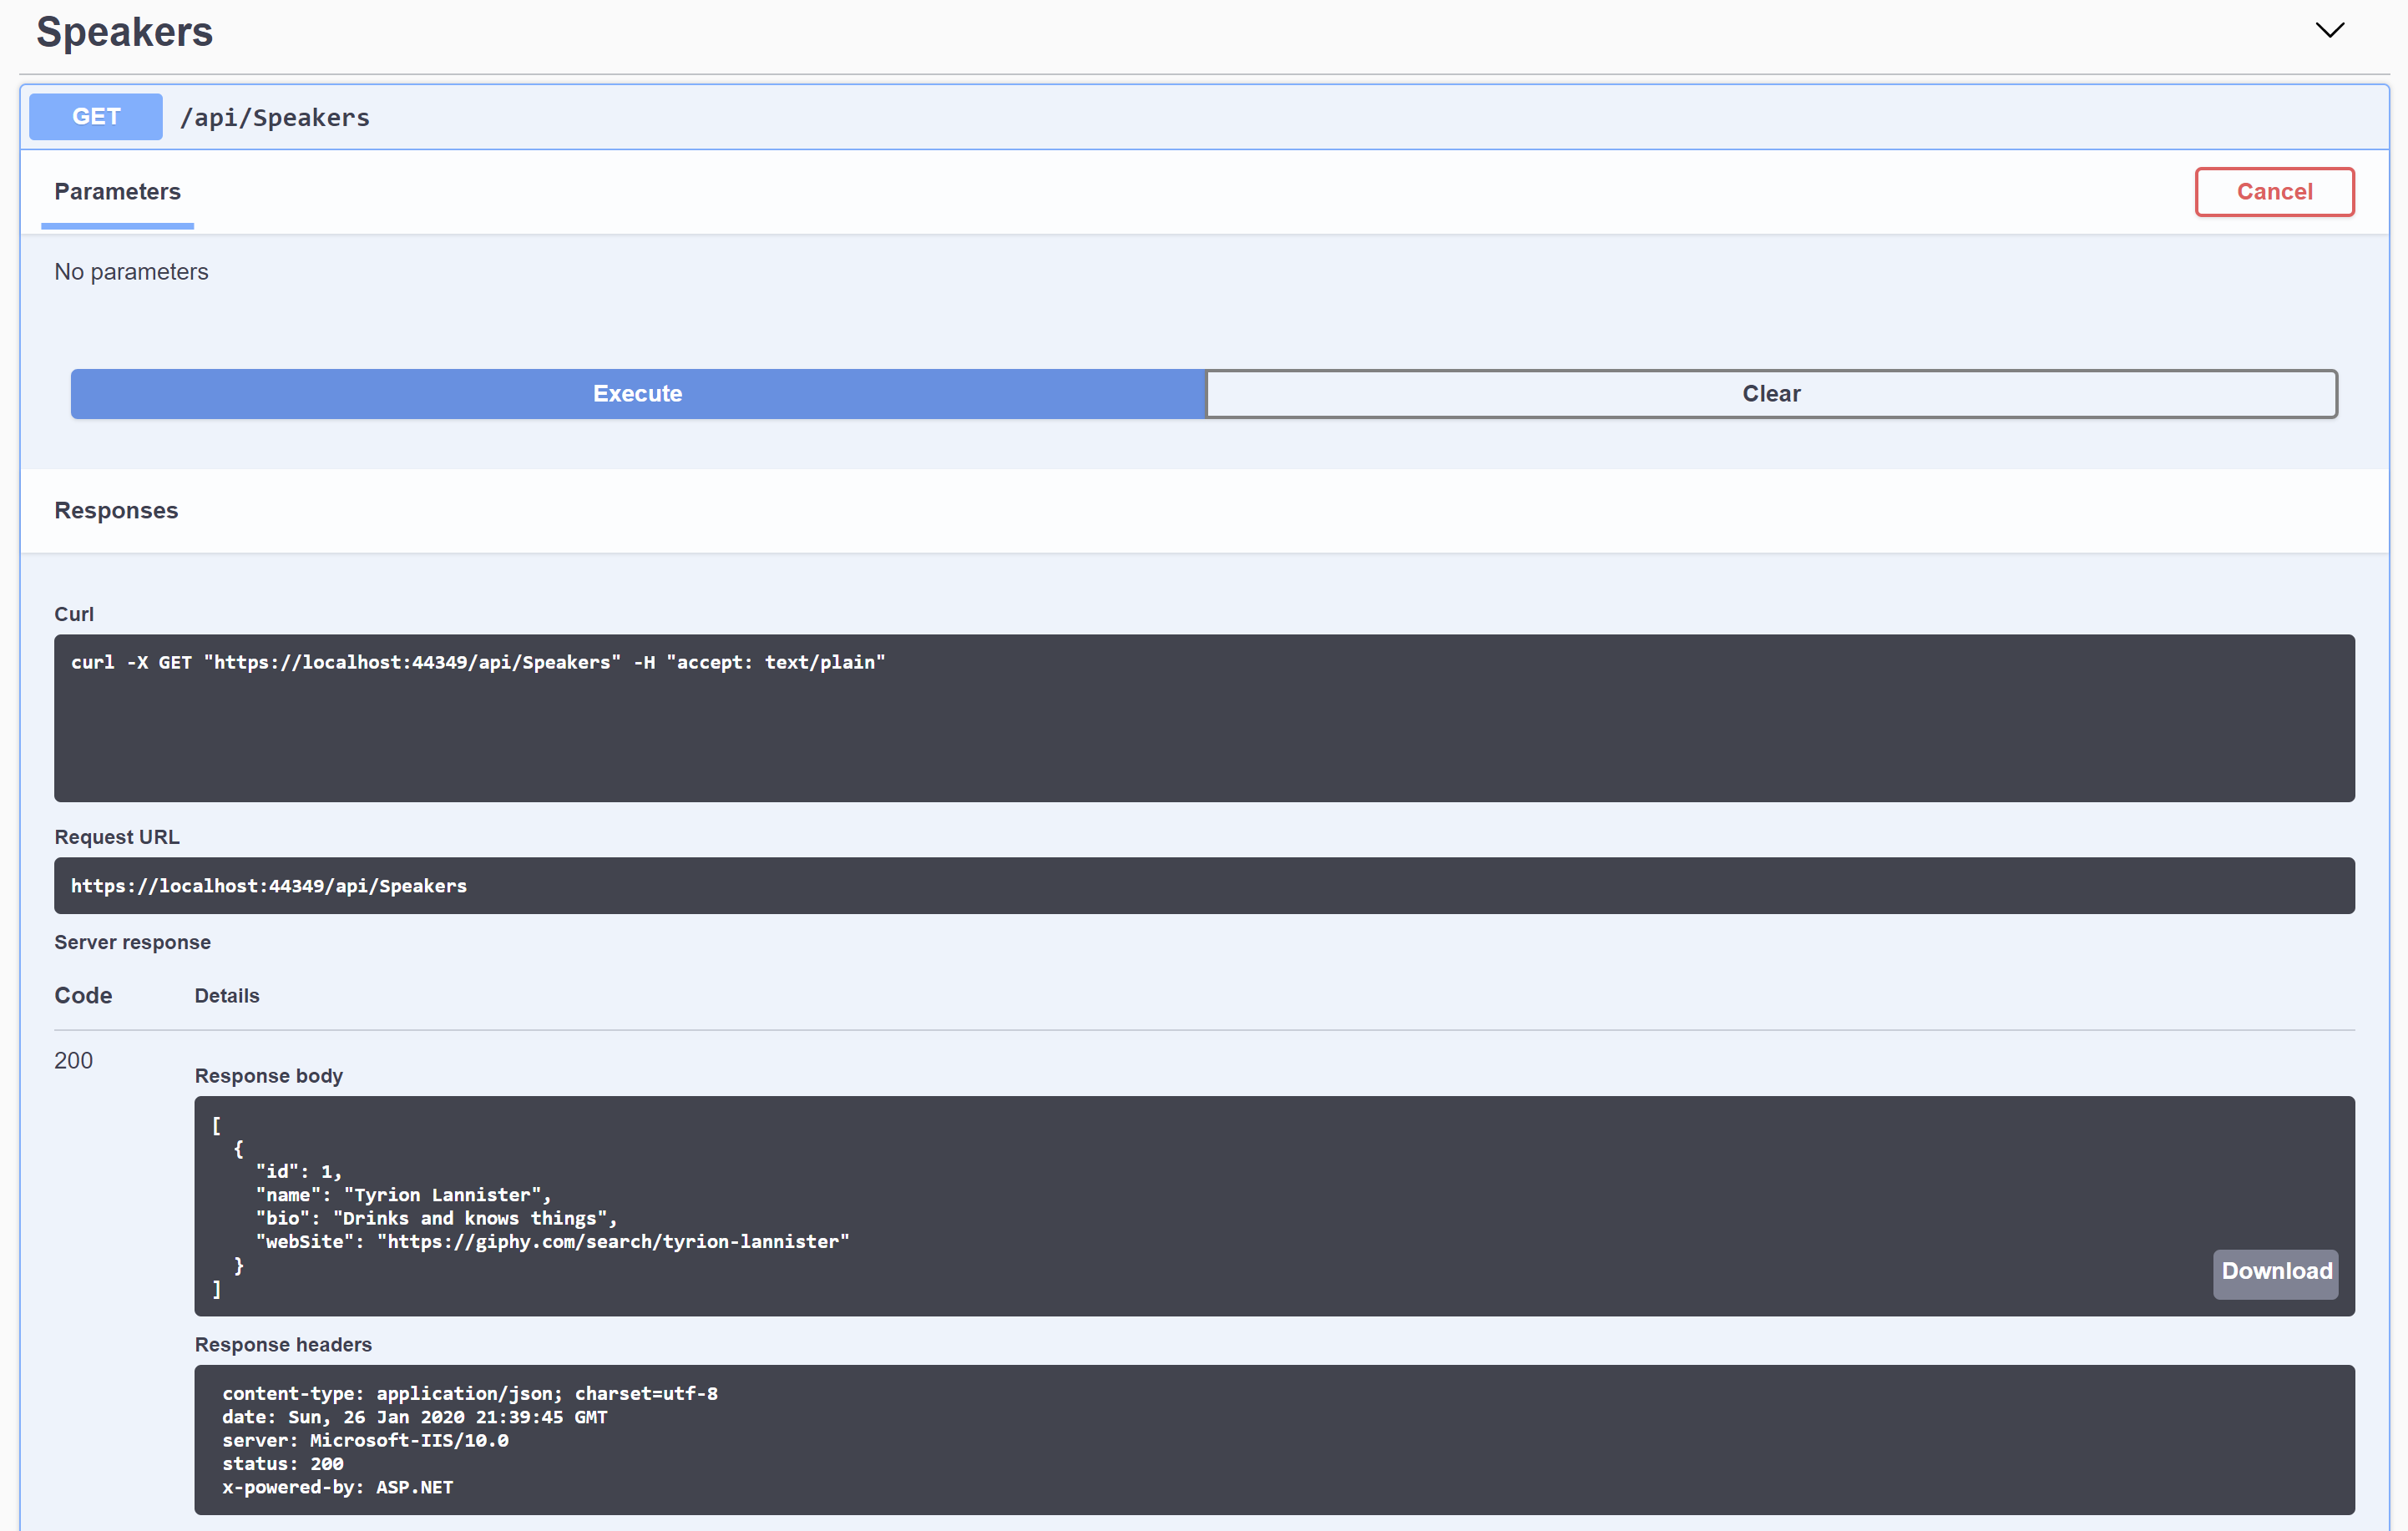 Speakers
GET /api/Speakers
Parameters
Cancel
No parameters
Execute
Clear
Responses
Curl
curl -X GET "https://localhost:44349/api/Speakers" -H "accept: text/plain"
Request URL
https://localhost:44349/api/Speakers
Server response
Code Details
200
Response body
[
  {
    "id": 1,
    "name": "Tyrion Lannister",
    "bio": "Drinks and knows things",
    "webSite": "https://giphy.com/search/tyrion-lannister"
  }
]
Download
Response headers
content-type: application/json; charset=utf-8
date: Sun, 26 Jan 2020 21:39:45 GMT
server: Microsoft-IIS/10.0
status: 200
x-powered-by: ASP.NET